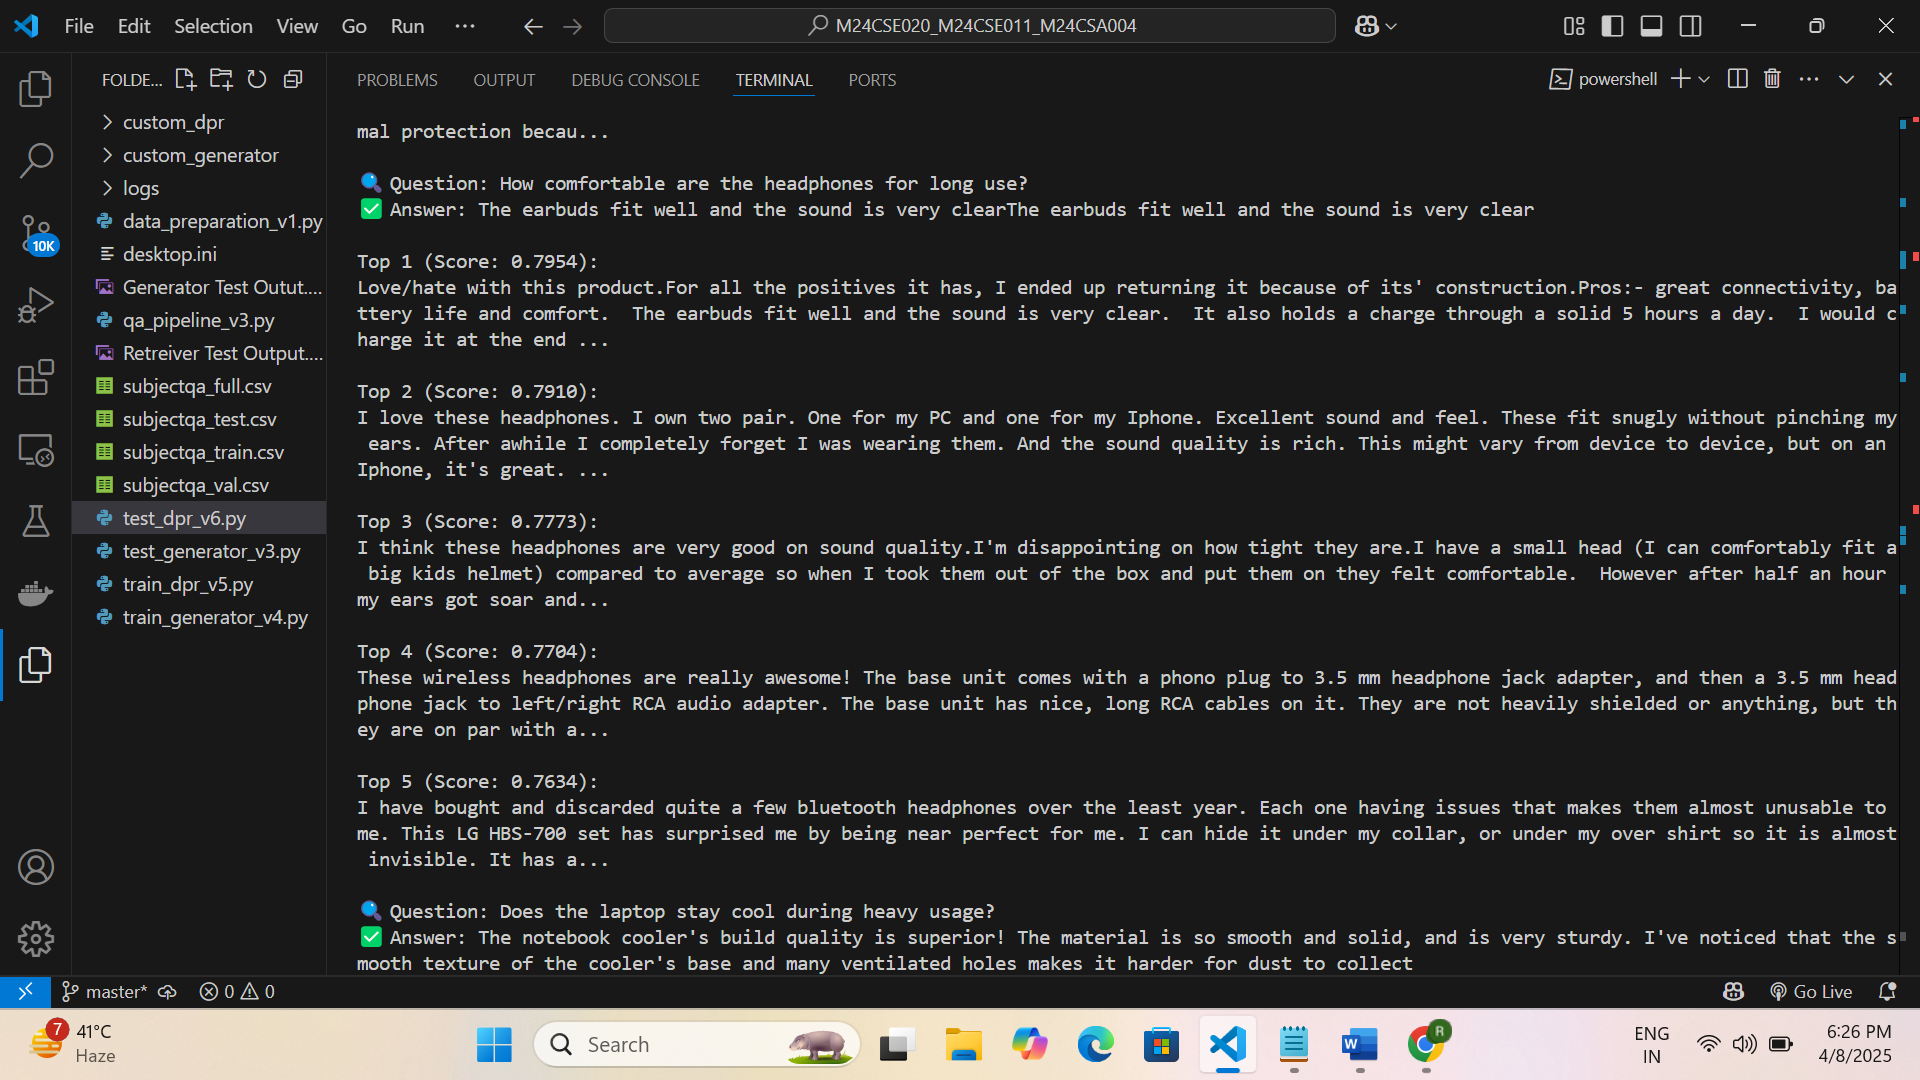 File Edit Selection View Go Run ... M24CSE020_M24CSE011_M24CSA004
FOLDE... PROBLEMS OUTPUT DEBUG CONSOLE TERMINAL PORTS powershell
custom_dpr
custom_generator
logs
data_preparation_v1.py
desktop.ini
Generator Test Outut....
qa_pipeline_v3.py
Retreiver Test Output....
subjectqa_full.csv
subjectqa_test.csv
subjectqa_train.csv
subjectqa_val.csv
test_dpr_v6.py
test_generator_v3.py
train_dpr_v5.py
train_generator_v4.py
10K
mal protection becau...
Question: How comfortable are the headphones for long use?
Answer: The earbuds fit well and the sound is very clearThe earbuds fit well and the sound is very clear
Top 1 (Score: 0.7954):
Love/hate with this product.For all the positives it has, I ended up returning it because of its' construction.Pros:- great connectivity, ba
ttery life and comfort.  The earbuds fit well and the sound is very clear.  It also holds a charge through a solid 5 hours a day.  I would c
harge it at the end ...
Top 2 (Score: 0.7910):
I love these headphones. I own two pair. One for my PC and one for my Iphone. Excellent sound and feel. These fit snugly without pinching my
ears. After awhile I completely forget I was wearing them. And the sound quality is rich. This might vary from device to device, but on an
Iphone, it's great. ...
Top 3 (Score: 0.7773):
I think these headphones are very good on sound quality.I'm disappointing on how tight they are.I have a small head (I can comfortably fit a
big kids helmet) compared to average so when I took them out of the box and put them on they felt comfortable.  However after half an hour
my ears got soar and...
Top 4 (Score: 0.7704):
These wireless headphones are really awesome! The base unit comes with a phono plug to 3.5 mm headphone jack adapter, and then a 3.5 mm head
phone jack to left/right RCA audio adapter. The base unit has nice, long RCA cables on it. They are not heavily shielded or anything, but th
ey are on par with a...
Top 5 (Score: 0.7634):
I have bought and discarded quite a few bluetooth headphones over the least year. Each one having issues that makes them almost unusable to
me. This LG HBS-700 set has surprised me by being near perfect for me. I can hide it under my collar, or under my over shirt so it is almost
invisible. It has a...
Question: Does the laptop stay cool during heavy usage?
Answer: The notebook cooler's build quality is superior! The material is so smooth and solid, and is very sturdy. I've noticed that the s
mooth texture of the cooler's base and many ventilated holes makes it harder for dust to collect
master* 0 0 Go Live
7 41°C
Haze
Search
W
R
ENG
IN
6:26 PM
4/8/2025